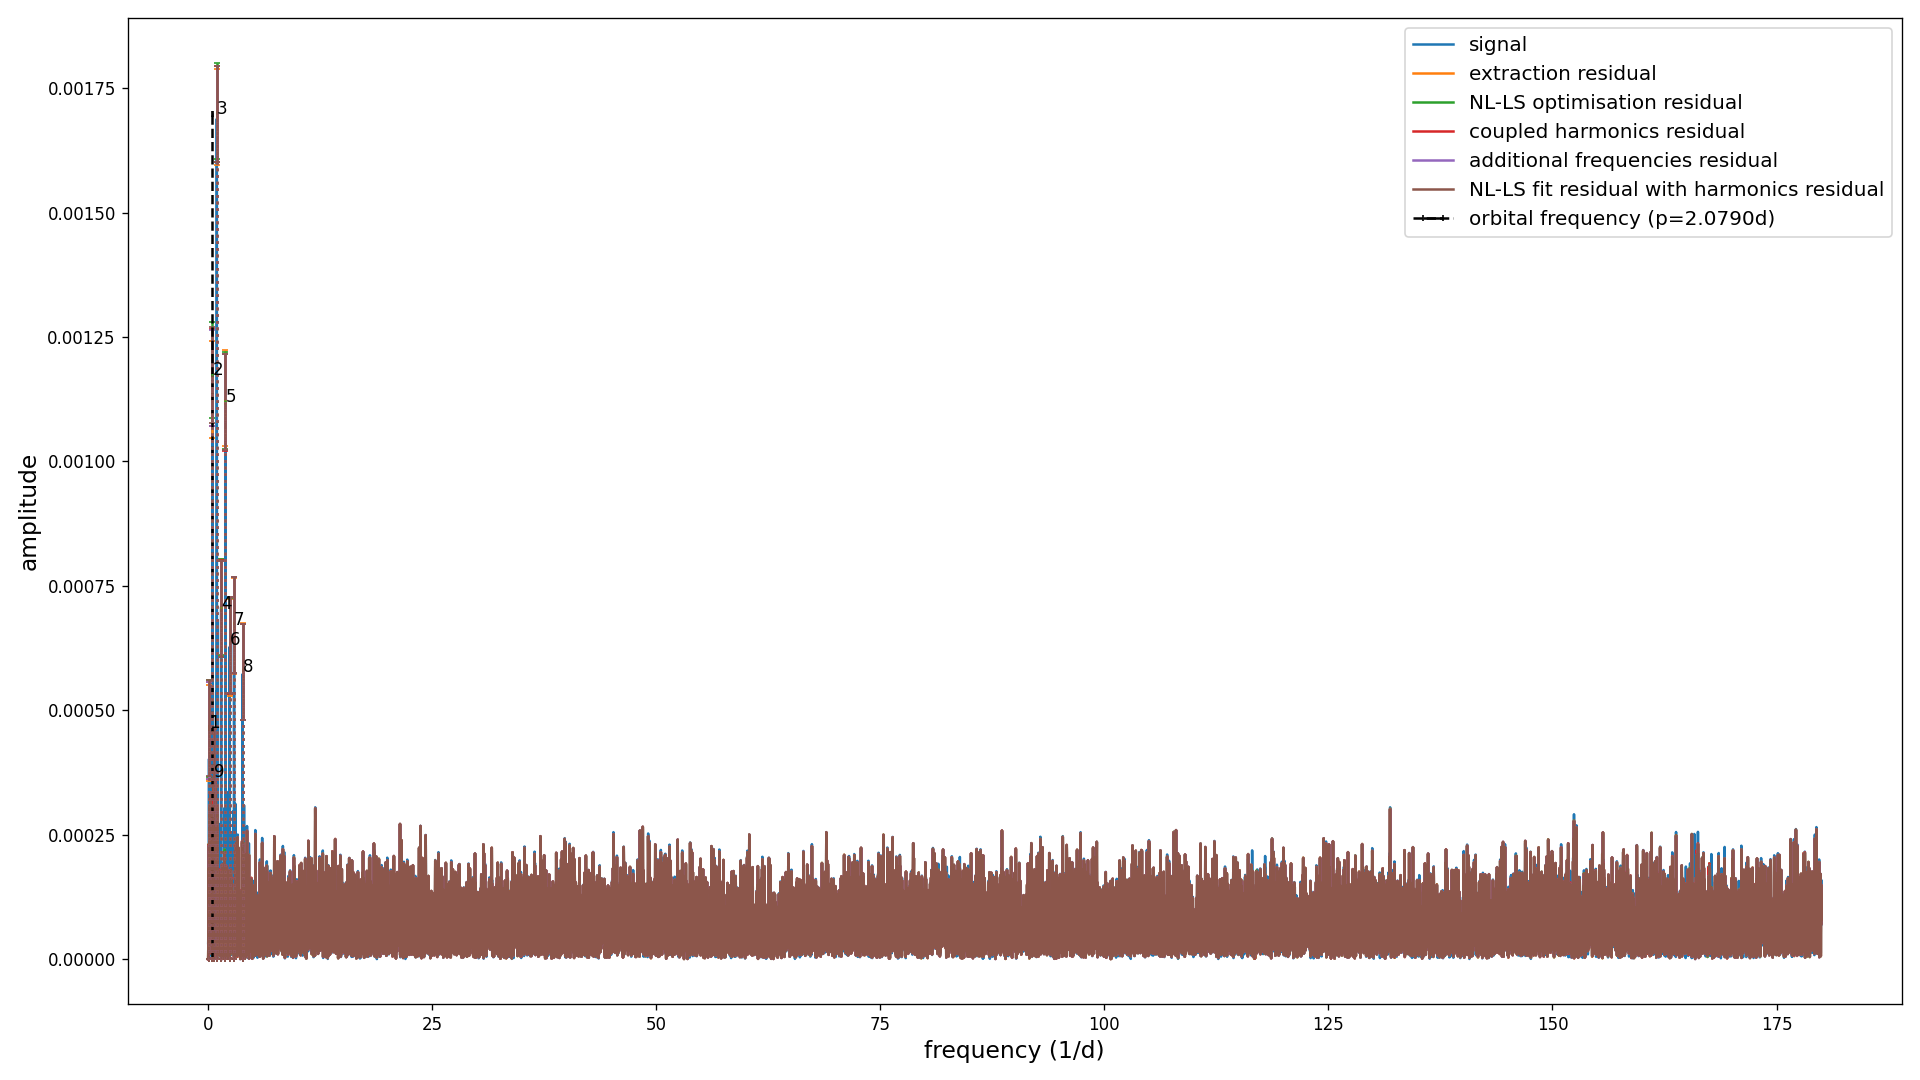 signal
extraction residual
NL-LS optimisation residual
coupled harmonics residual
additional frequencies residual
NL-LS fit residual with harmonics residual
orbital frequency (p=2.0790d)
0.00175
0.00150
0.00125
0.00100
0.00075
0.00050
0.00025
0.00000
amplitude
3
2
5
4
7
6
8
1
9
0
25
50
75
100
125
150
175
frequency (1/d)